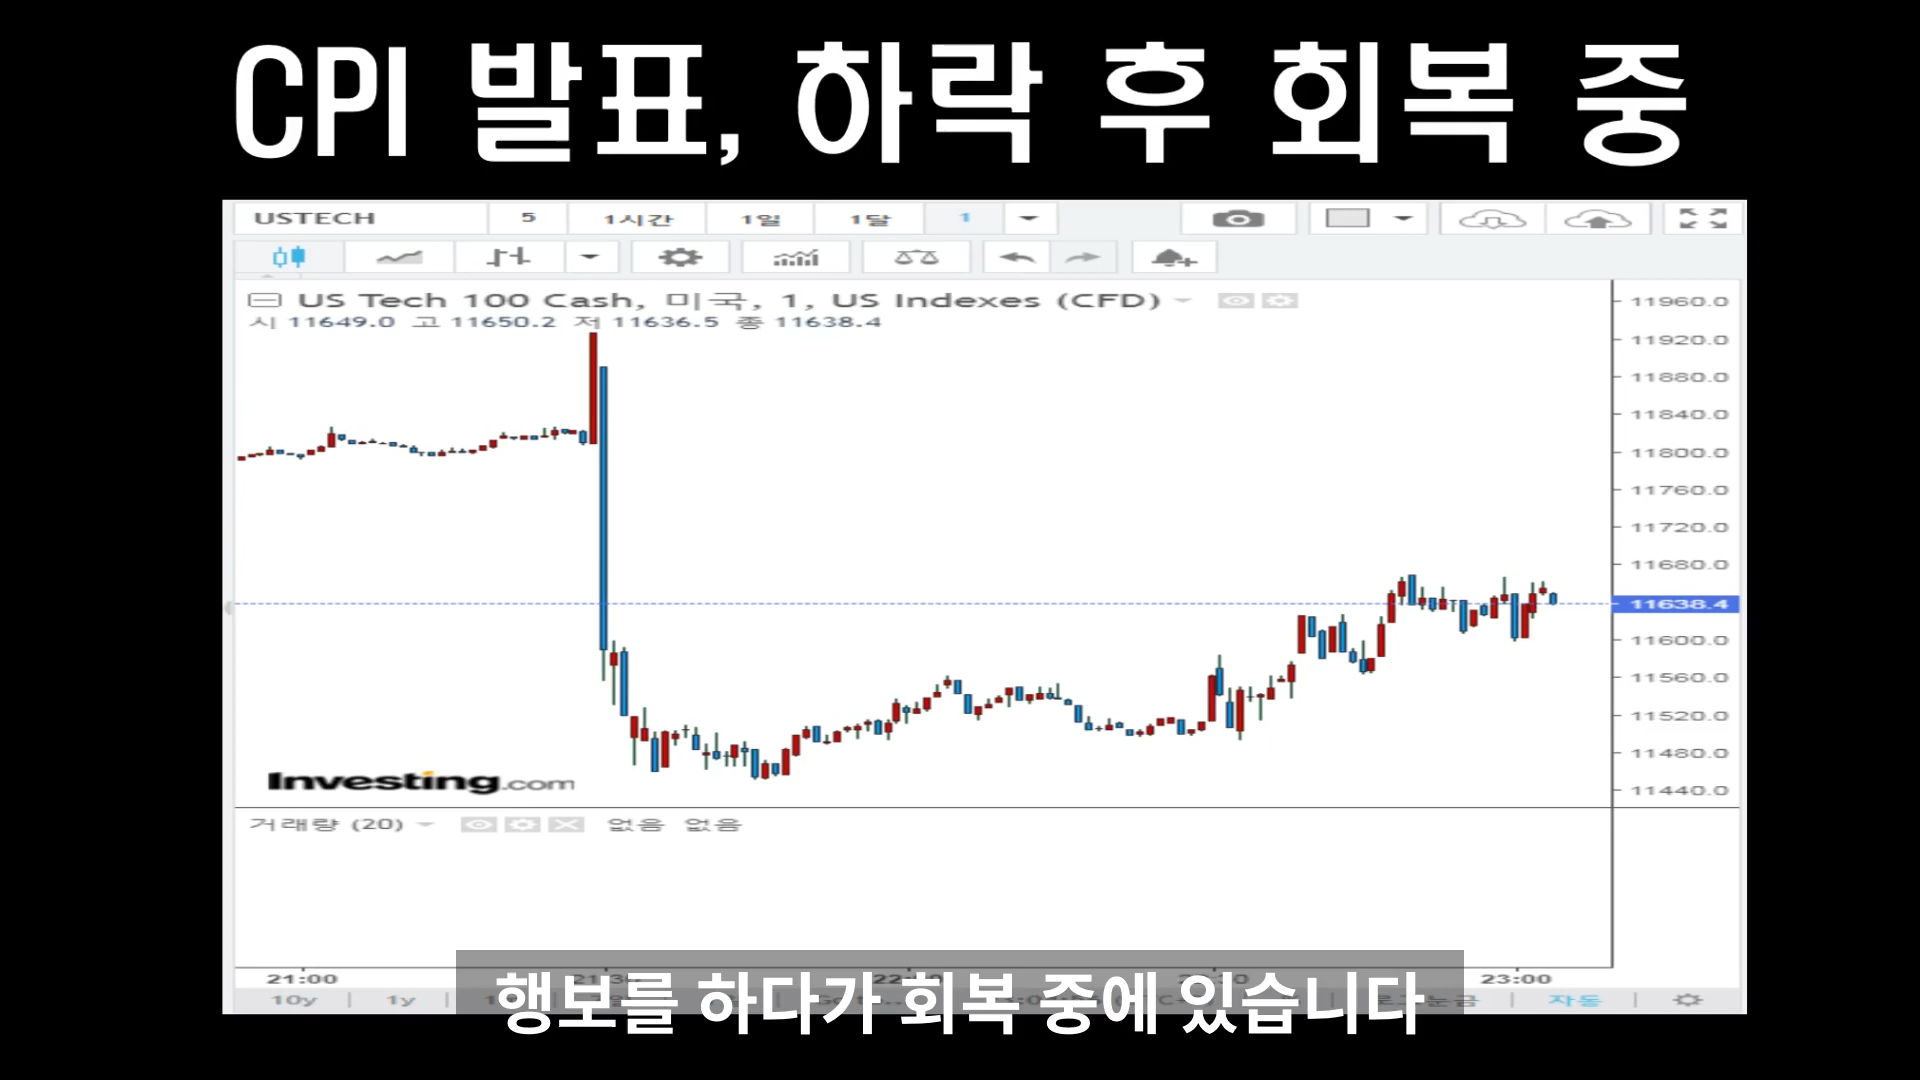 CPI 발표, 하락 후 회복 중
USTECH 5 1시간 1일 1달 1
US Tech 100 Cash, 미국, 1, US Indexes (CFD)
시 11649.0 고 11650.2 저 11636.5 종 11638.4
11960.0
11920.0
11880.0
11840.0
11800.0
11760.0
11720.0
11680.0
11638.4
11600.0
11560.0
11520.0
11480.0
11440.0
Investing.com
거래량 (20) 없음 없음
21:00 23:00
10y 1y 자동
행보를 하다가 회복 중에 있습니다